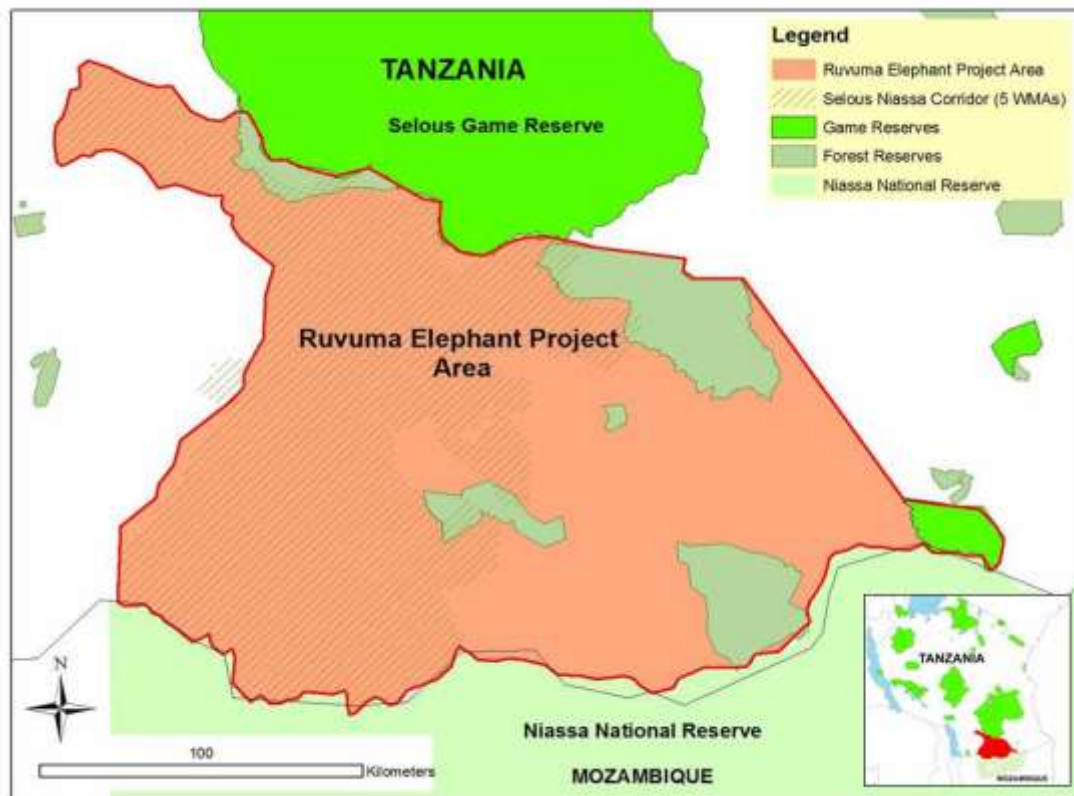 TANZANIA
Selous Game Reserve
Legend
Ruvuma Elephant Project Area
Selous Niassa Corridor (5 WMAs)
Game Reserves
Forest Reserves
Niassa National Reserve
Ruvuma Elephant Project
Area
N
100
Kilometers
Niassa National Reserve
MOZAMBIQUE
TANZANIA
MOZAMBIQUE